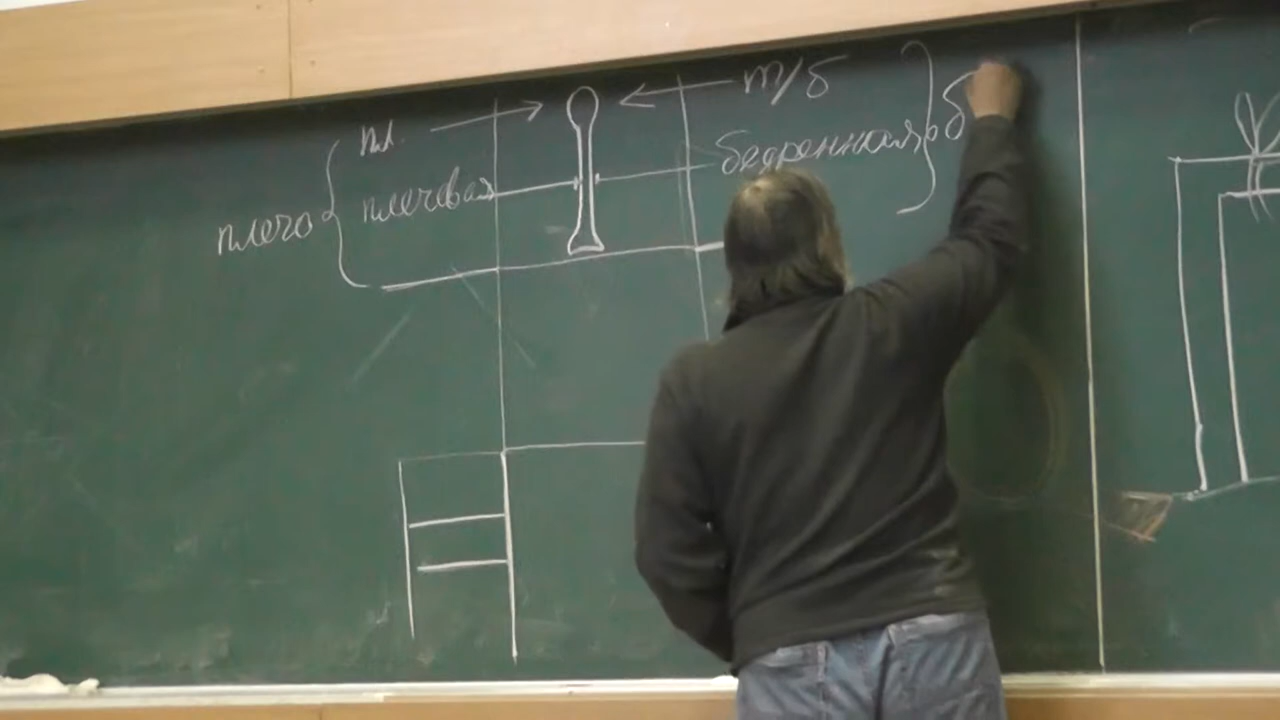 пл.
т/б
плечевая
бедренная
плечо
б